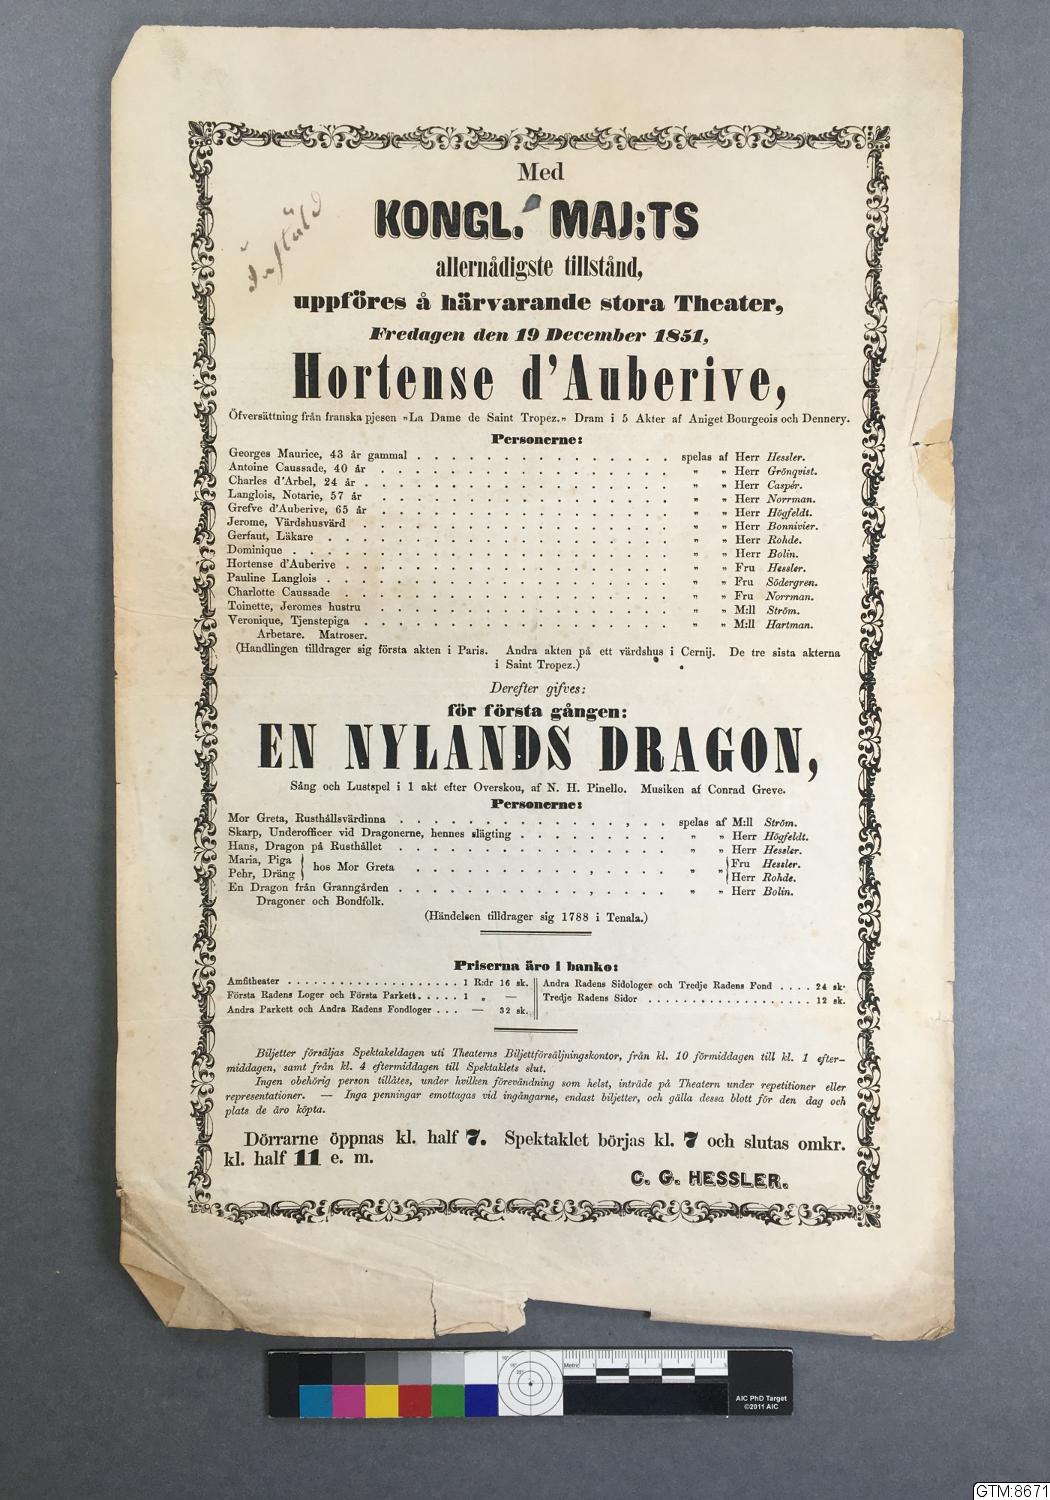 Med
KONGL. MAJ:TS
allernådigste tillstånd,
uppföres å härvarande stora Theater,
Fredagen den 19 December 1851,
Inställd
Hortense d'Auberive,
Öfversättning från franska pjesen „La Dame de Saint Tropez.„ Dram i 5 Akter af Aniget Bourgeois och Dennery.
Personerne:
Georges Maurice, 43 år gammal . . . . . . . . . . . . . . . spelas af Herr Hessler.
Antoine Caussade, 40 år . . . . . . . . . . . . . . . . . „ „ Herr Grönqvist.
Charles d'Arbel, 24 år . . . . . . . . . . . . . . . . . . „ „ Herr Caspér.
Langlois, Notarie, 57 år . . . . . . . . . . . . . . . . . „ „ Herr Norrman.
Grefve d'Auberive, 65 år . . . . . . . . . . . . . . . . . „ „ Herr Högfeldt.
Jerome, Värdshusvärd . . . . . . . . . . . . . . . . . „ „ Herr Bonnivier.
Gerfaut, Läkare . . . . . . . . . . . . . . . . . . . . „ „ Herr Rohde.
Dominique . . . . . . . . . . . . . . . . . . . . . . „ „ Herr Bolin.
Hortense d'Auberive . . . . . . . . . . . . . . . . . . . „ „ Fru Hessler.
Pauline Langlois . . . . . . . . . . . . . . . . . . . . „ „ Fru Södergren.
Charlotte Caussade . . . . . . . . . . . . . . . . . . . „ „ Fru Norrman.
Toinette, Jeromes hustru . . . . . . . . . . . . . . . . . „ „ M:ll Ström.
Veronique, Tjenstepiga . . . . . . . . . . . . . . . . . . „ „ M:ll Hartman.
Arbetare. Matroser.
(Handlingen tilldrager sig första akten i Paris. Andra akten på ett värdshus i Cernij. De tre sista akterna
i Saint Tropez.)
Derefter gifves:
för första gången:
EN NYLANDS DRAGON,
Sång och Lustspel i 1 akt efter Overskou, af N. H. Pinello. Musiken af Conrad Greve.
Personerne:
Mor Greta, Rusthållsvärdinna . . . . . . . . . . . . . . . . spelas af M:ll Ström.
Skarp, Underofficer vid Dragonerne, hennes slägting . . . . . . . . . „ „ Herr Högfeldt.
Hans, Dragon på Rusthållet . . . . . . . . . . . . . . . . „ „ Herr Hessler.
Maria, Piga } hos Mor Greta . . . . . . . . . . . . . . . „ „ { Fru Hessler.
Pehr, Dräng } { Herr Rohde.
En Dragon från Granngården . . . . . . . . . . . . . . . . „ „ Herr Bolin.
Dragoner och Bondfolk.
(Händelsen tilldrager sig 1788 i Tenala.)
Priserna äro i banko:
Amfitheater . . . . . . . . . . . . . . . . . . . . 1 R:dr 16 sk.
Första Radens Loger och Första Parkett. . . . . 1 „ —
Andra Parkett och Andra Radens Fondloger . . . — 32 sk.
Andra Radens Sidologer och Tredje Radens Fond . . . . 24 sk.
Tredje Radens Sidor . . . . . . . . . . . . . . . . . . . 12 sk.
Biljetter försäljas Spektakeldagen uti Theaterns Biljettförsäljningskontor, från kl. 10 förmiddagen till kl. 1 efter-
middagen, samt från kl. 4 eftermiddagen till Spektaklets slut.
Ingen obehörig person tillåtes, under hvilken förevändning som helst, inträde på Theatern under repetitioner eller
representationer. — Inga penningar emottagas vid ingångarne, endast biljetter, och gälla dessa blott för den dag och
plats de äro köpta.
Dörrarne öppnas kl. half 7. Spektaklet börjas kl. 7 och slutas omkr.
kl. half 11 e. m.
C. G. HESSLER.
Metric 1 2 3 4 5
AIC PhD Target
©2011 AIC
GTM:8671